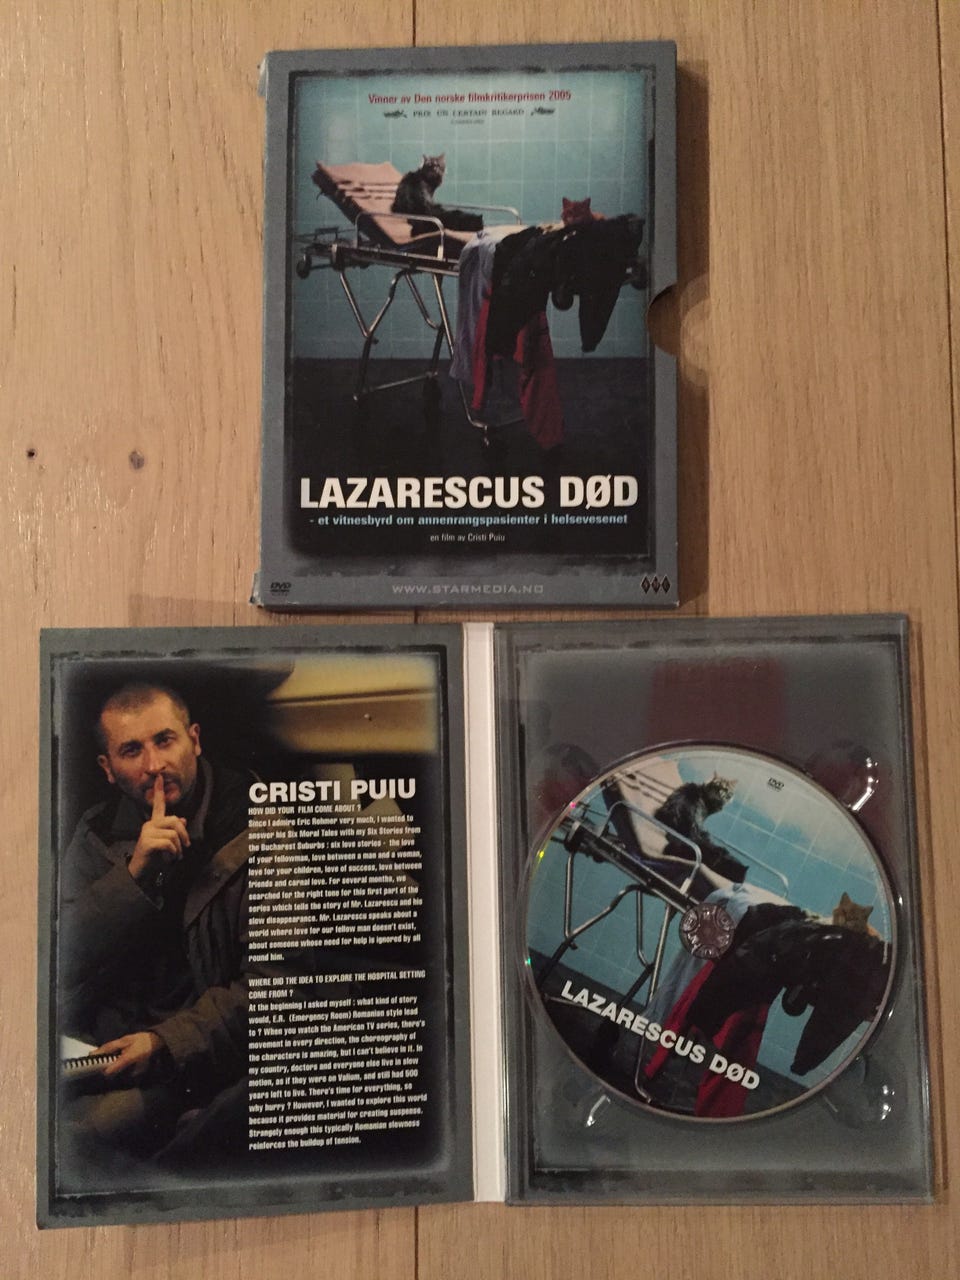 Vinner av Den norske filmkritikerprisen 2005
PRIX UN CERTAIN REGARD
LAZARESCUS DØD
- et vitnesbyrd om annenrangspasienter i helsevesenet
en film av Cristi Puiu
DVD
WWW.STARMEDIA.NO
CRISTI PUIU
HOW DID YOUR FILM COME ABOUT ?
Since I admire Eric Rohmer very much, I wanted to
answer his Six Moral Tales with my Six Stories from
the Bucharest Suburbs : six love stories - the love
of your fellowman, love between a man and a woman,
love for your children, love of success, love between
friends and carnal love. For several months, we
searched for the right tone for this first part of the
series which tells the story of Mr. Lazarescu and his
slow disappearance. Mr. Lazarescu speaks about a
world where love for our fellow man doesn't exist,
about someone whose need for help is ignored by all
round him.
WHERE DID THE IDEA TO EXPLORE THE HOSPITAL SETTING
COME FROM ?
At the beginning I asked myself : what kind of story
would, E.R. (Emergency Room) Romanian style lead
to ? When you watch the American TV series, there's
movement in every direction, the choreography of
the characters is amazing, but I can't believe in it. In
my country, doctors and everyone else live in slow
motion, as if they were on Valium, and still had 500
years left to live. There's time for everything, so
why hurry ? However, I wanted to explore this world
because it provides material for creating suspense.
Strangely enough this typically Romanian slowness
reinforces the buildup of tension.
DVD
LAZARESCUS DØD